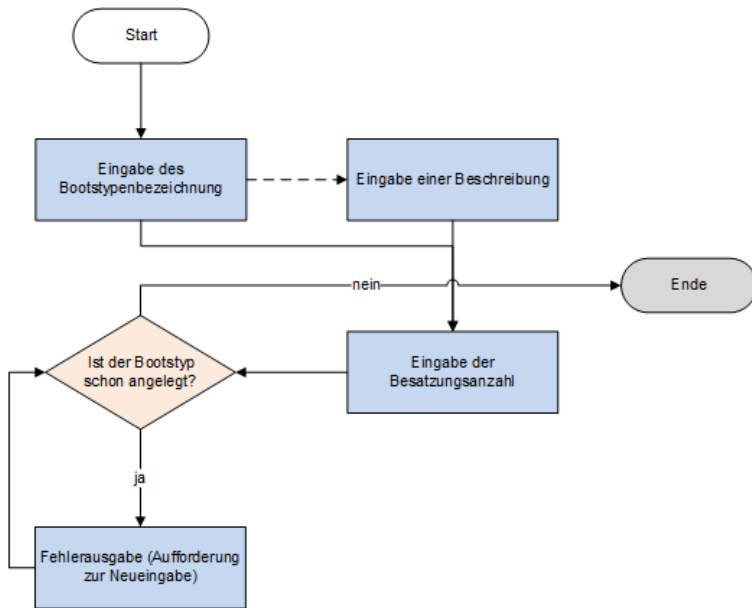 Start
Eingabe des
Bootstypenbezeichnung
Eingabe einer Beschreibung
nein
Ende
Ist der Bootstyp
schon angelegt?
Eingabe der
Besatzungsanzahl
ja
Fehlerausgabe (Aufforderung
zur Neueingabe)